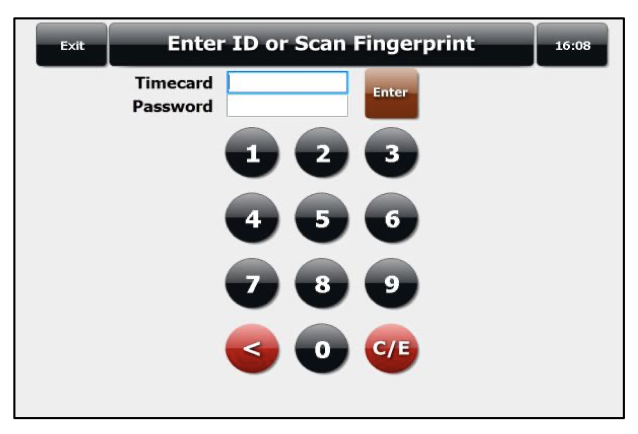 Exit Enter ID or Scan Fingerprint 16:08
Timecard Enter
Password
1 2 3
4 5 6
7 8 9
< 0 C/E